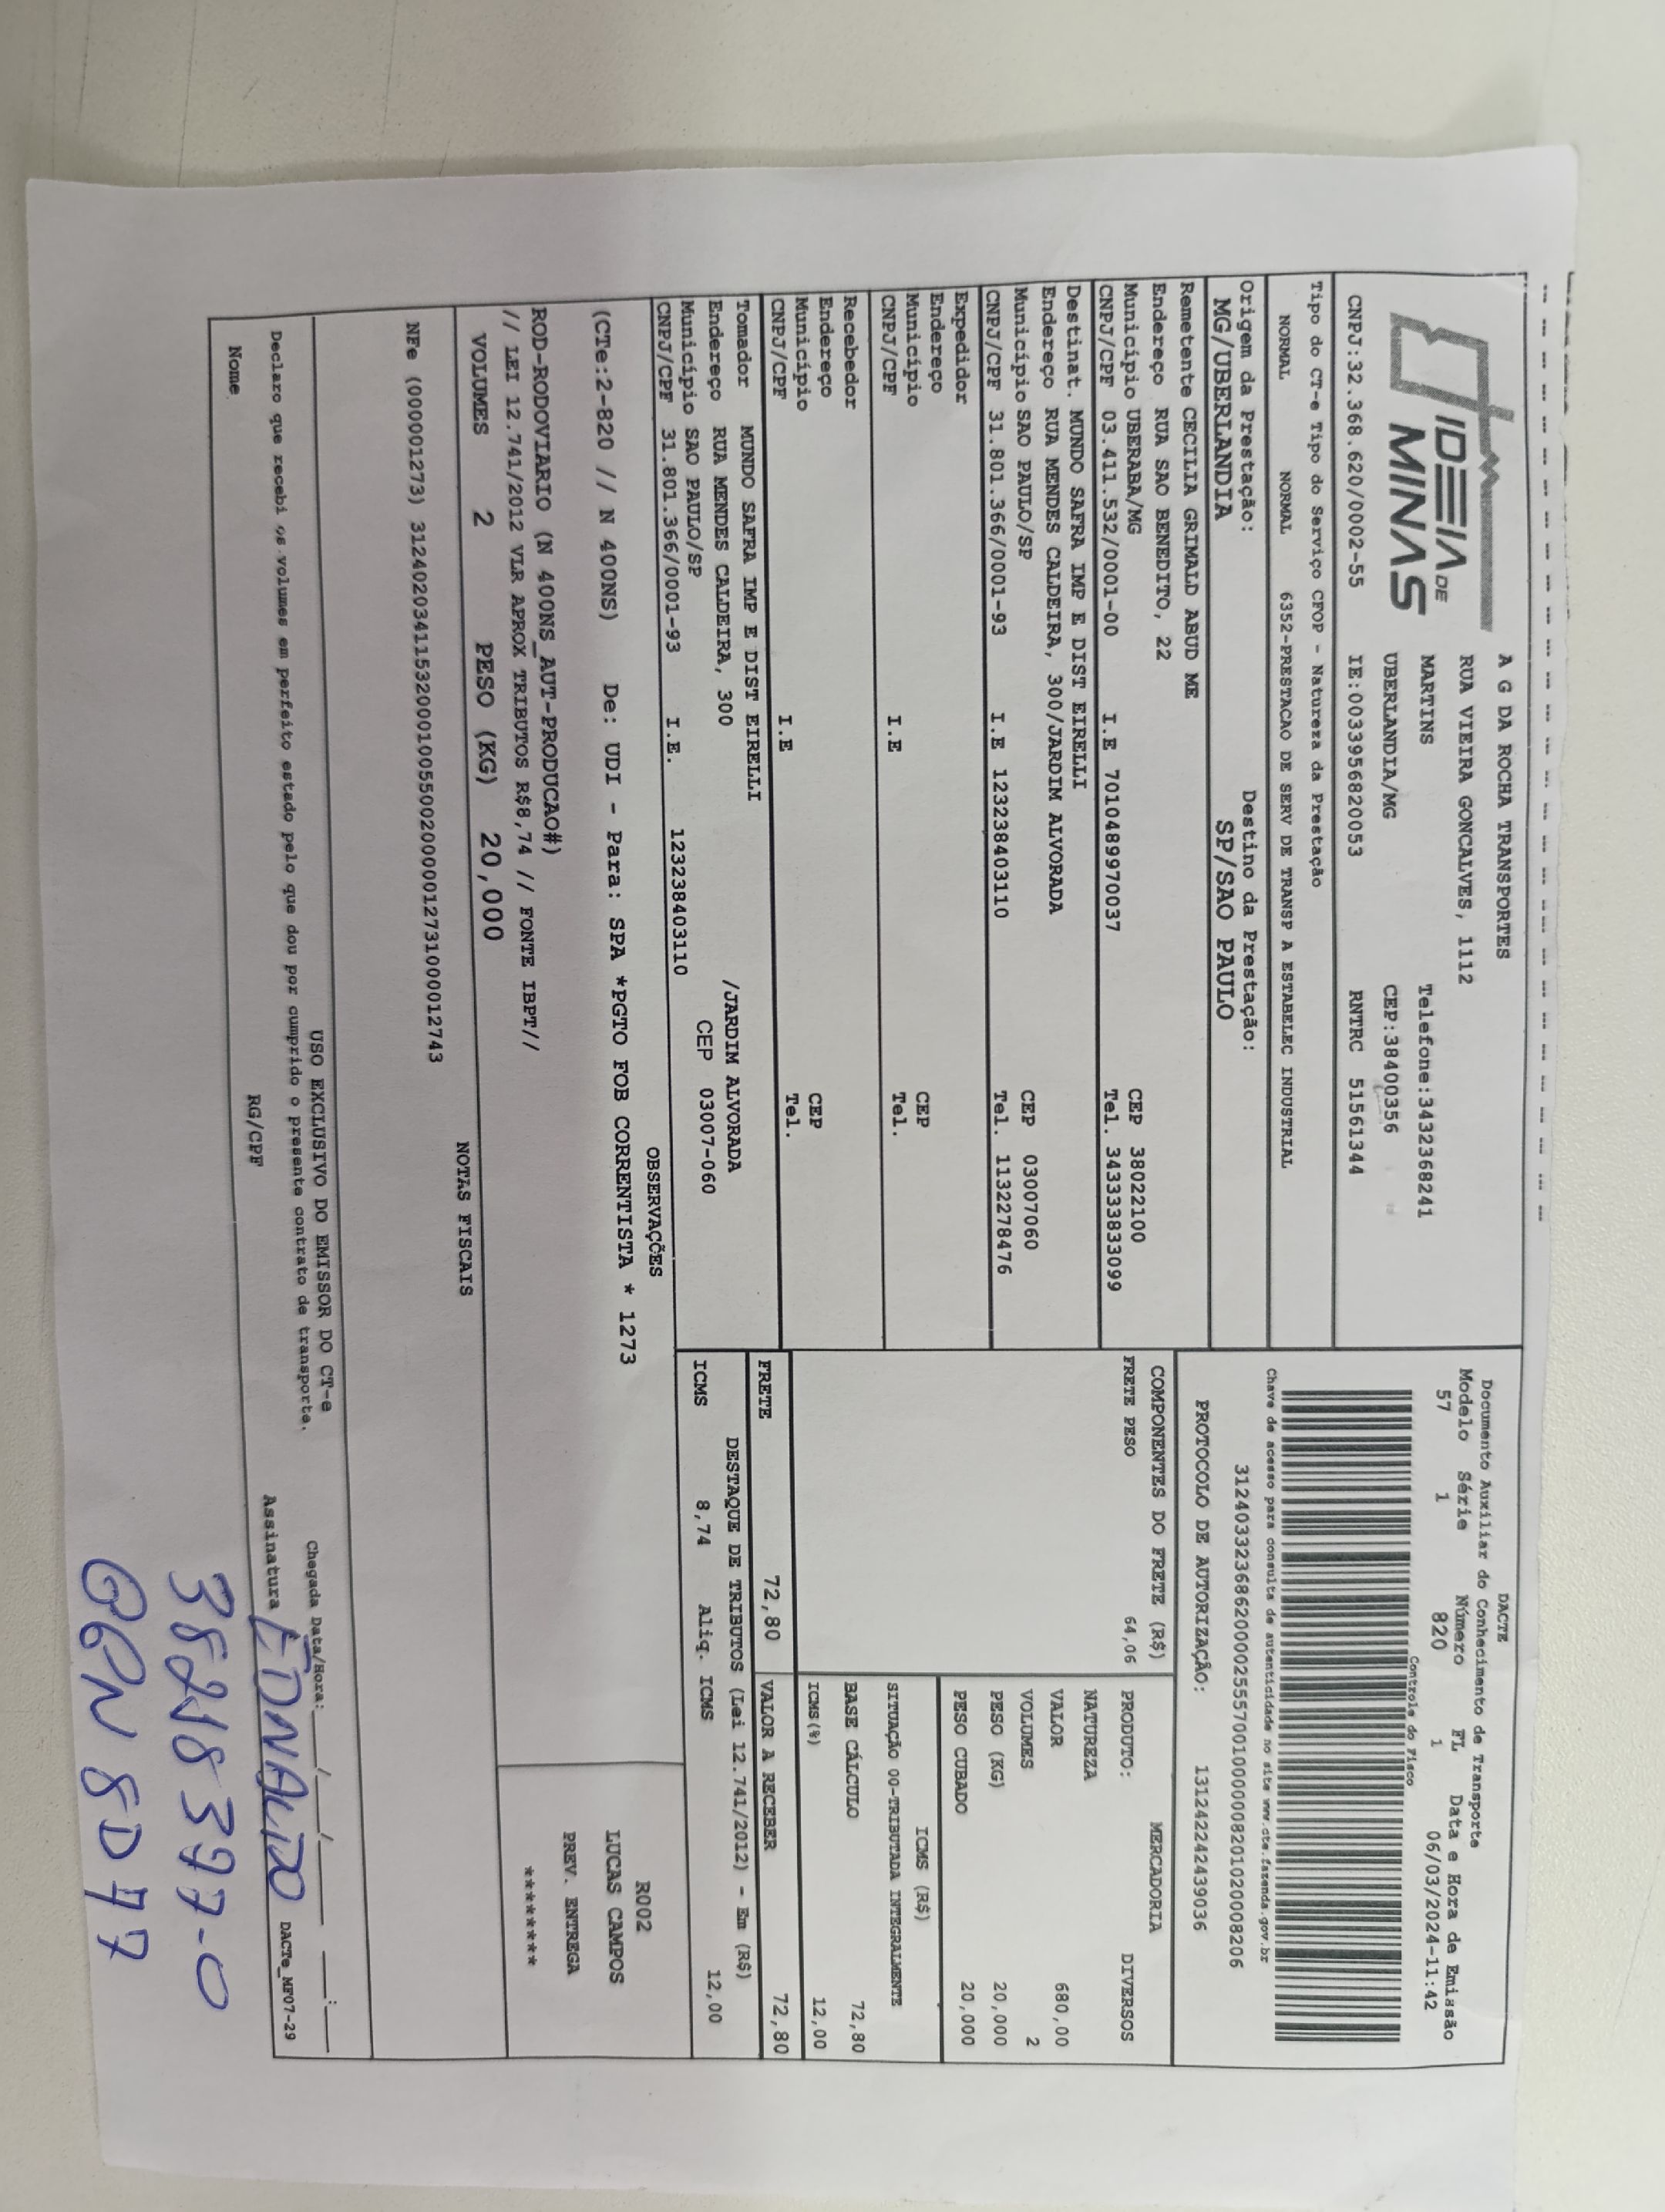 IDEIA DE
MINAS
A G DA ROCHA TRANSPORTES
RUA VIEIRA GONCALVES, 1112
MARTINS Telefone:3432368241
UBERLANDIA/MG CEP:38400356
CNPJ:32.368.620/0002-55 IE:0033956820053 RNTRC 51561344
Tipo do CT-e Tipo do Serviço CFOP - Natureza da Prestação
NORMAL NORMAL 6352-PRESTACAO DE SERV DE TRANSP A ESTABELEC INDUSTRIAL
Origem da Prestação: Destino da Prestação:
MG/UBERLANDIA SP/SAO PAULO
Remetente CECILIA GRIMALD ABUD ME
Endereço RUA SAO BENEDITO, 22
Município UBERABA/MG CEP 38022100
CNPJ/CPF 03.411.532/0001-00 I.E 7010489970037 Tel. 343333833099
Destinat. MUNDO SAFRA IMP E DIST EIRELLI
Endereço RUA MENDES CALDEIRA, 300/JARDIM ALVORADA
Município SAO PAULO/SP CEP 03007060
CNPJ/CPF 31.801.366/0001-93 I.E 123238403110 Tel. 1132278476
Expedidor
Endereço
Município CEP
CNPJ/CPF I.E Tel.
Recebedor
Endereço
Município CEP
CNPJ/CPF I.E Tel.
Tomador MUNDO SAFRA IMP E DIST EIRELLI
Endereço RUA MENDES CALDEIRA, 300 /JARDIM ALVORADA
Município SAO PAULO/SP CEP 03007-060
CNPJ/CPF 31.801.366/0001-93 I.E. 123238403110
DACTE
Documento Auxiliar do Conhecimento de Transporte
Modelo Série Número FL Data e Hora de Emissão
57 1 820 1 06/03/2024-11:42
Controle do Fisco
Chave de acesso para consulta de autenticidade no site www.cte.fazenda.gov.br
31240332368620000255570010000008201020008206
PROTOCOLO DE AUTORIZAÇÃO: 131242242439036
COMPONENTES DO FRETE (R$)
FRETE PESO 64,06
MERCADORIA
PRODUTO: DIVERSOS
NATUREZA
VALOR 680,00
VOLUMES 2
PESO (KG) 20,000
PESO CUBADO 20,000
ICMS (R$)
SITUAÇÃO 00-TRIBUTADA INTEGRALMENTE
BASE CÁLCULO 72,80
ICMS(%) 12,00
FRETE 72,80 VALOR A RECEBER 72,80
DESTAQUE DE TRIBUTOS (Lei 12.741/2012) - Em (R$)
ICMS 8,74 Aliq. ICMS 12,00
OBSERVAÇÕES
(CTe:2-820 // N 400NS) De: UDI - Para: SPA *PGTO FOB CORRENTISTA * 1273
ROD-RODOVIARIO (N 400NS_AUT-PRODUCAO#)
// LEI 12.741/2012 VLR APROX TRIBUTOS R$8,74 // FONTE IBPT//
R002
LUCAS CAMPOS
PREV. ENTREGA
********
VOLUMES 2 PESO (KG) 20,000
NOTAS FISCAIS
NFe (000001273) 31240203411532000100550020000012731000012743
USO EXCLUSIVO DO EMISSOR DO CT-e
Declaro que recebi os volumes em perfeito estado pelo que dou por cumprido o presente contrato de transporte.
Chegada Data/Hora: ___/___/_____ ___:___
Nome RG/CPF Assinatura EDNALDO DACTe_MF07-29
38218397-0
GGN 8D77